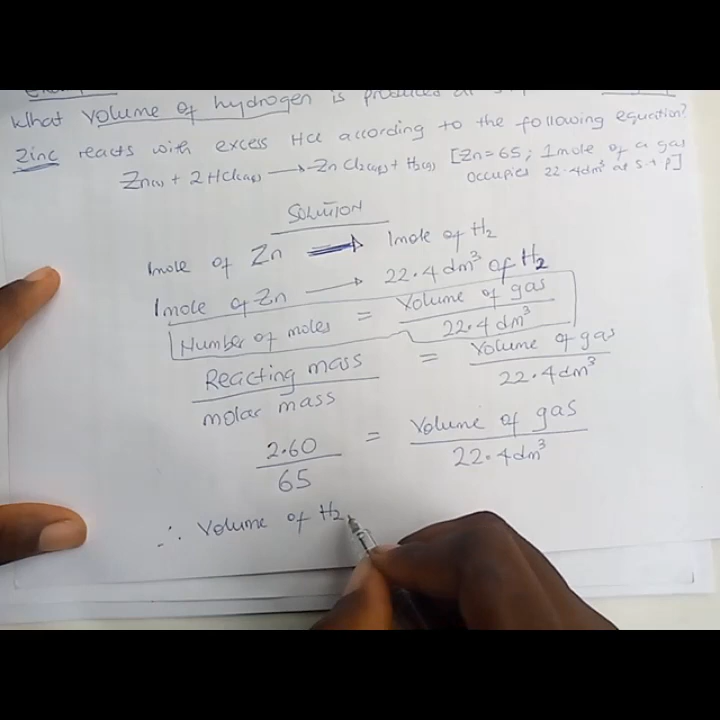 What volume of hydrogen is produced at
Zinc reacts with excess HCl according to the following equation?
Zn(s) + 2HCl(aq) → ZnCl2(aq) + H2(g) [Zn = 65; 1mole of a gas
occupies 22.4dm³ at s.t.p]
SOLUTION
1mole of Zn ⇒ 1mole of H2
1mole of Zn → 22.4dm³ of H2
Number of moles = Volume of gas / 22.4dm³
Reacting mass / molar mass = Volume of gas / 22.4dm³
2.60 / 65 = Volume of gas / 22.4dm³
∴ Volume of H2